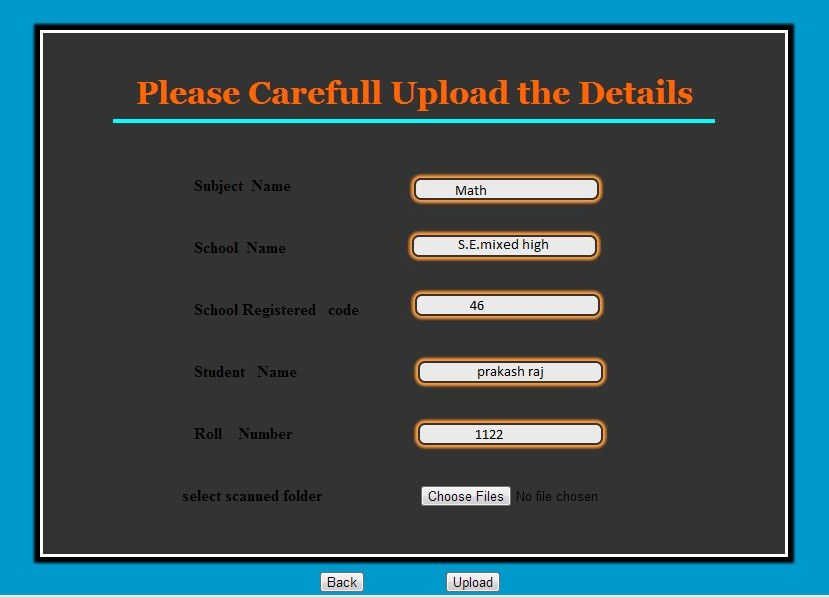 Please Carefull Upload the Details
Subject Name Math
School Name S.E.mixed high
School Registered code 46
Student Name prakash raj
Roll Number 1122
select scanned folder Choose Files No file chosen
Back Upload